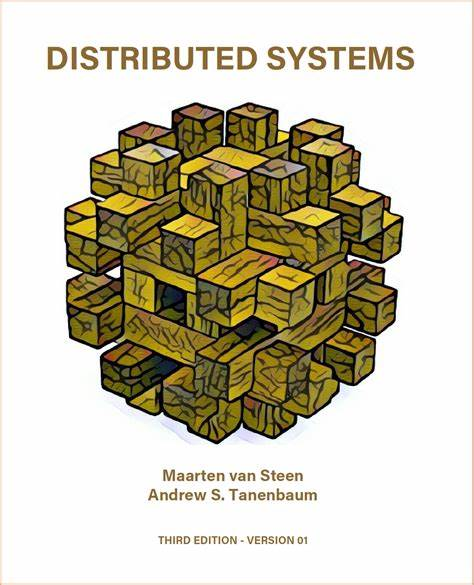 DISTRIBUTED SYSTEMS
Maarten van Steen
Andrew S. Tanenbaum
THIRD EDITION - VERSION 01